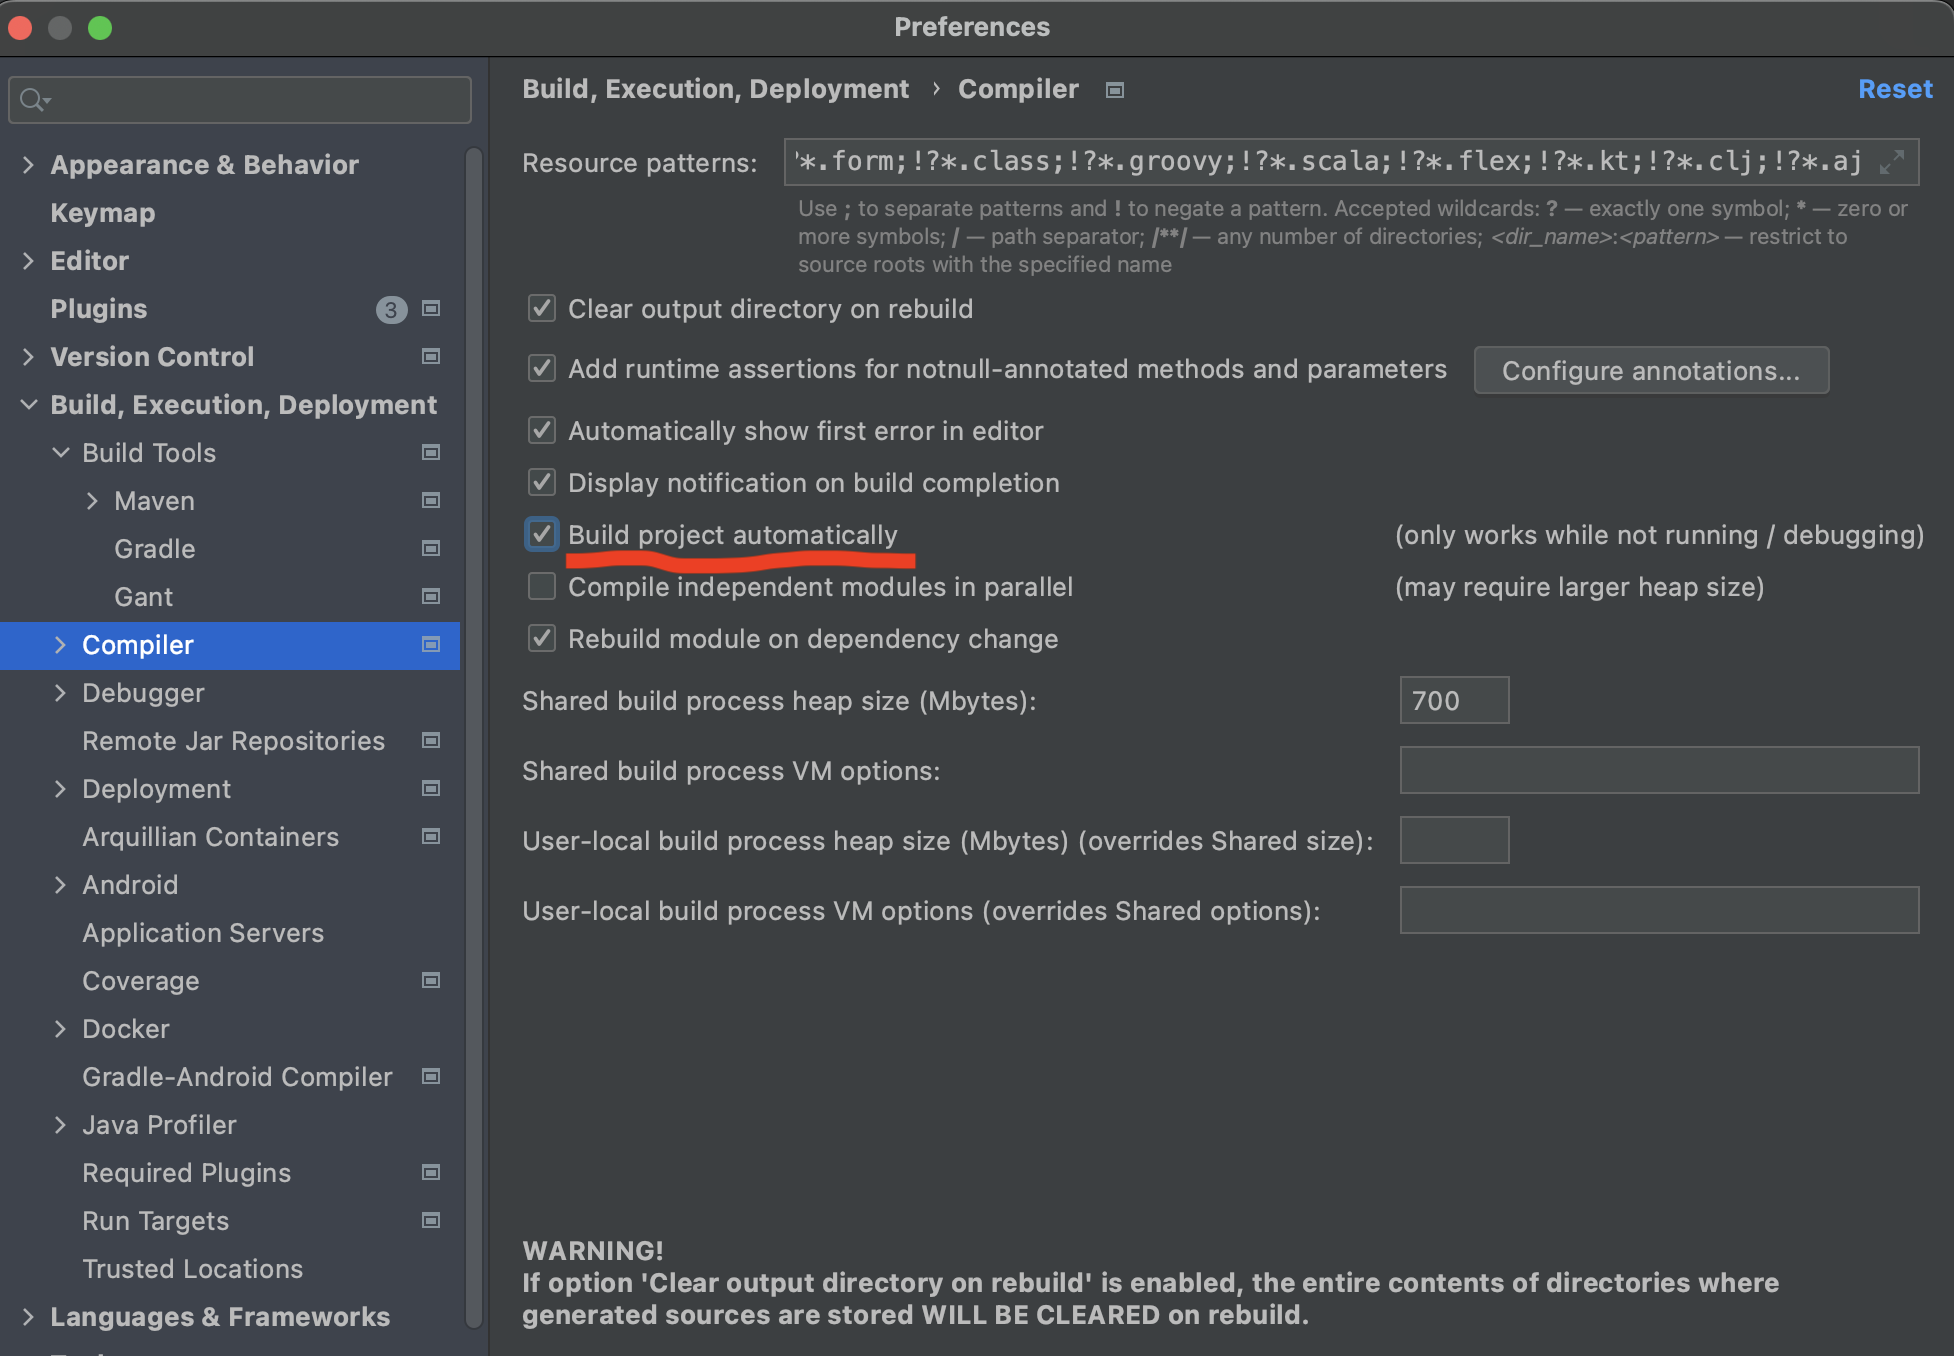 Preferences
Appearance & Behavior
Keymap
Editor
Plugins 3
Version Control
Build, Execution, Deployment
Build Tools
Maven
Gradle
Gant
Compiler
Debugger
Remote Jar Repositories
Deployment
Arquillian Containers
Android
Application Servers
Coverage
Docker
Gradle-Android Compiler
Java Profiler
Required Plugins
Run Targets
Trusted Locations
Languages & Frameworks
Build, Execution, Deployment › Compiler
Reset
Resource patterns: *.form;!?*.class;!?*.groovy;!?*.scala;!?*.flex;!?*.kt;!?*.clj;!?*.aj
Use ; to separate patterns and ! to negate a pattern. Accepted wildcards: ? — exactly one symbol; * — zero or
more symbols; / — path separator; /**/ — any number of directories; <dir_name>:<pattern> — restrict to
source roots with the specified name
Clear output directory on rebuild
Add runtime assertions for notnull-annotated methods and parameters Configure annotations...
Automatically show first error in editor
Display notification on build completion
Build project automatically (only works while not running / debugging)
Compile independent modules in parallel (may require larger heap size)
Rebuild module on dependency change
Shared build process heap size (Mbytes): 700
Shared build process VM options:
User-local build process heap size (Mbytes) (overrides Shared size):
User-local build process VM options (overrides Shared options):
WARNING!
If option 'Clear output directory on rebuild' is enabled, the entire contents of directories where
generated sources are stored WILL BE CLEARED on rebuild.